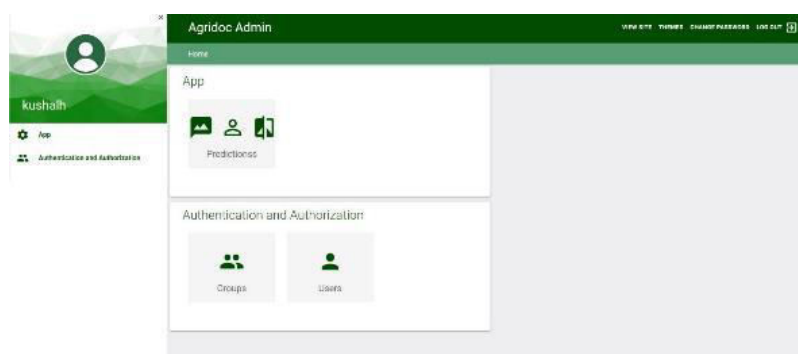 ×
Agridoc Admin
VIEW SITE THEMES CHANGE PASSWORD LOG OUT
Home
kushalh
App
Authentication and Authorization
App
Predictionss
Authentication and Authorization
Groups
Users